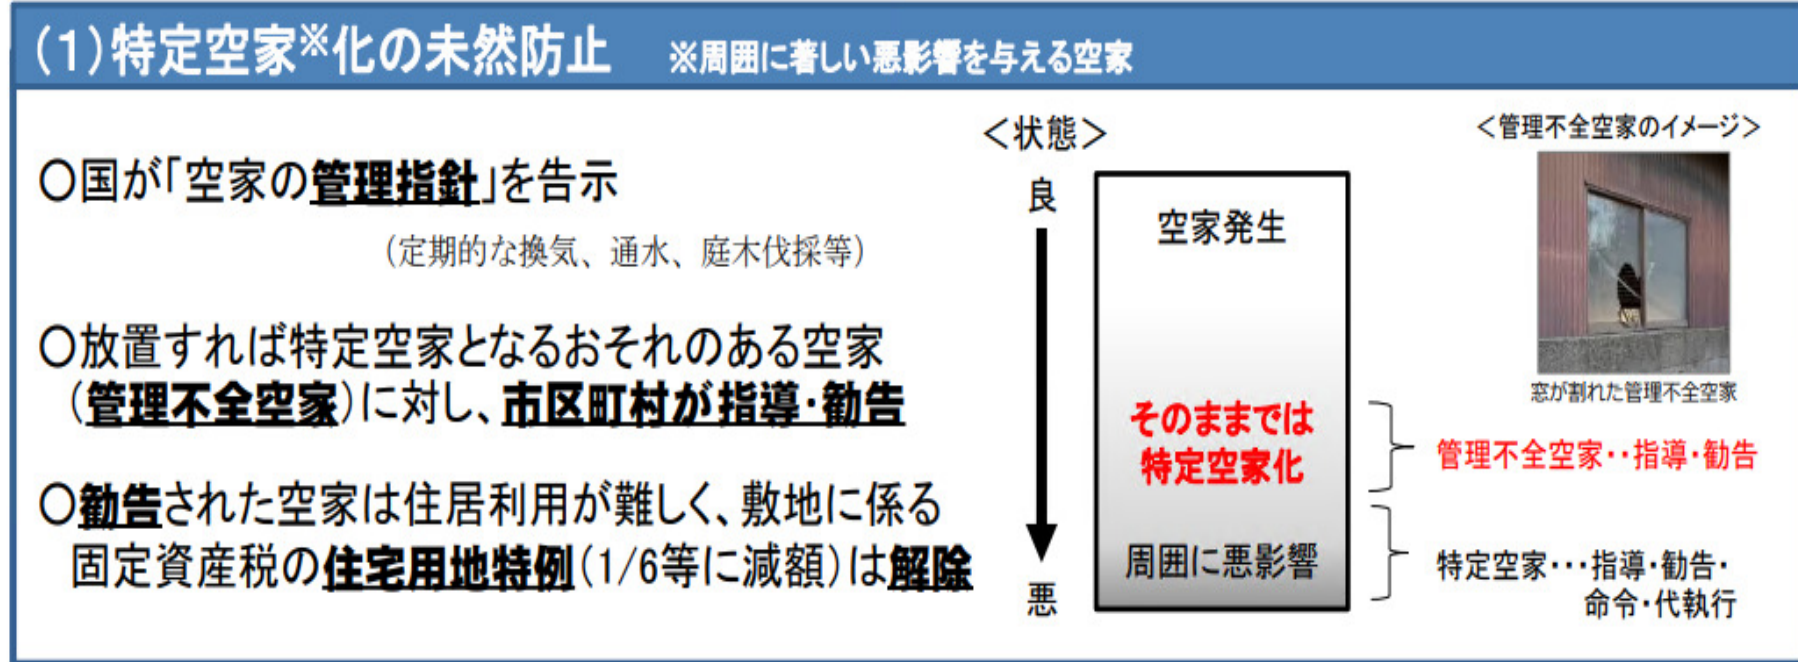 (1)特定空家※化の未然防止 ※周囲に著しい悪影響を与える空家
〇国が「空家の管理指針」を告示
(定期的な換気、通水、庭木伐採等)
〇放置すれば特定空家となるおそれのある空家
(管理不全空家)に対し、市区町村が指導・勧告
〇勧告された空家は住居利用が難しく、敷地に係る
固定資産税の住宅用地特例(1/6等に減額)は解除
<状態>
良
悪
空家発生
そのままでは
特定空家化
周囲に悪影響
<管理不全空家のイメージ>
窓が割れた管理不全空家
管理不全空家・・指導・勧告
特定空家・・・指導・勧告・
命令・代執行